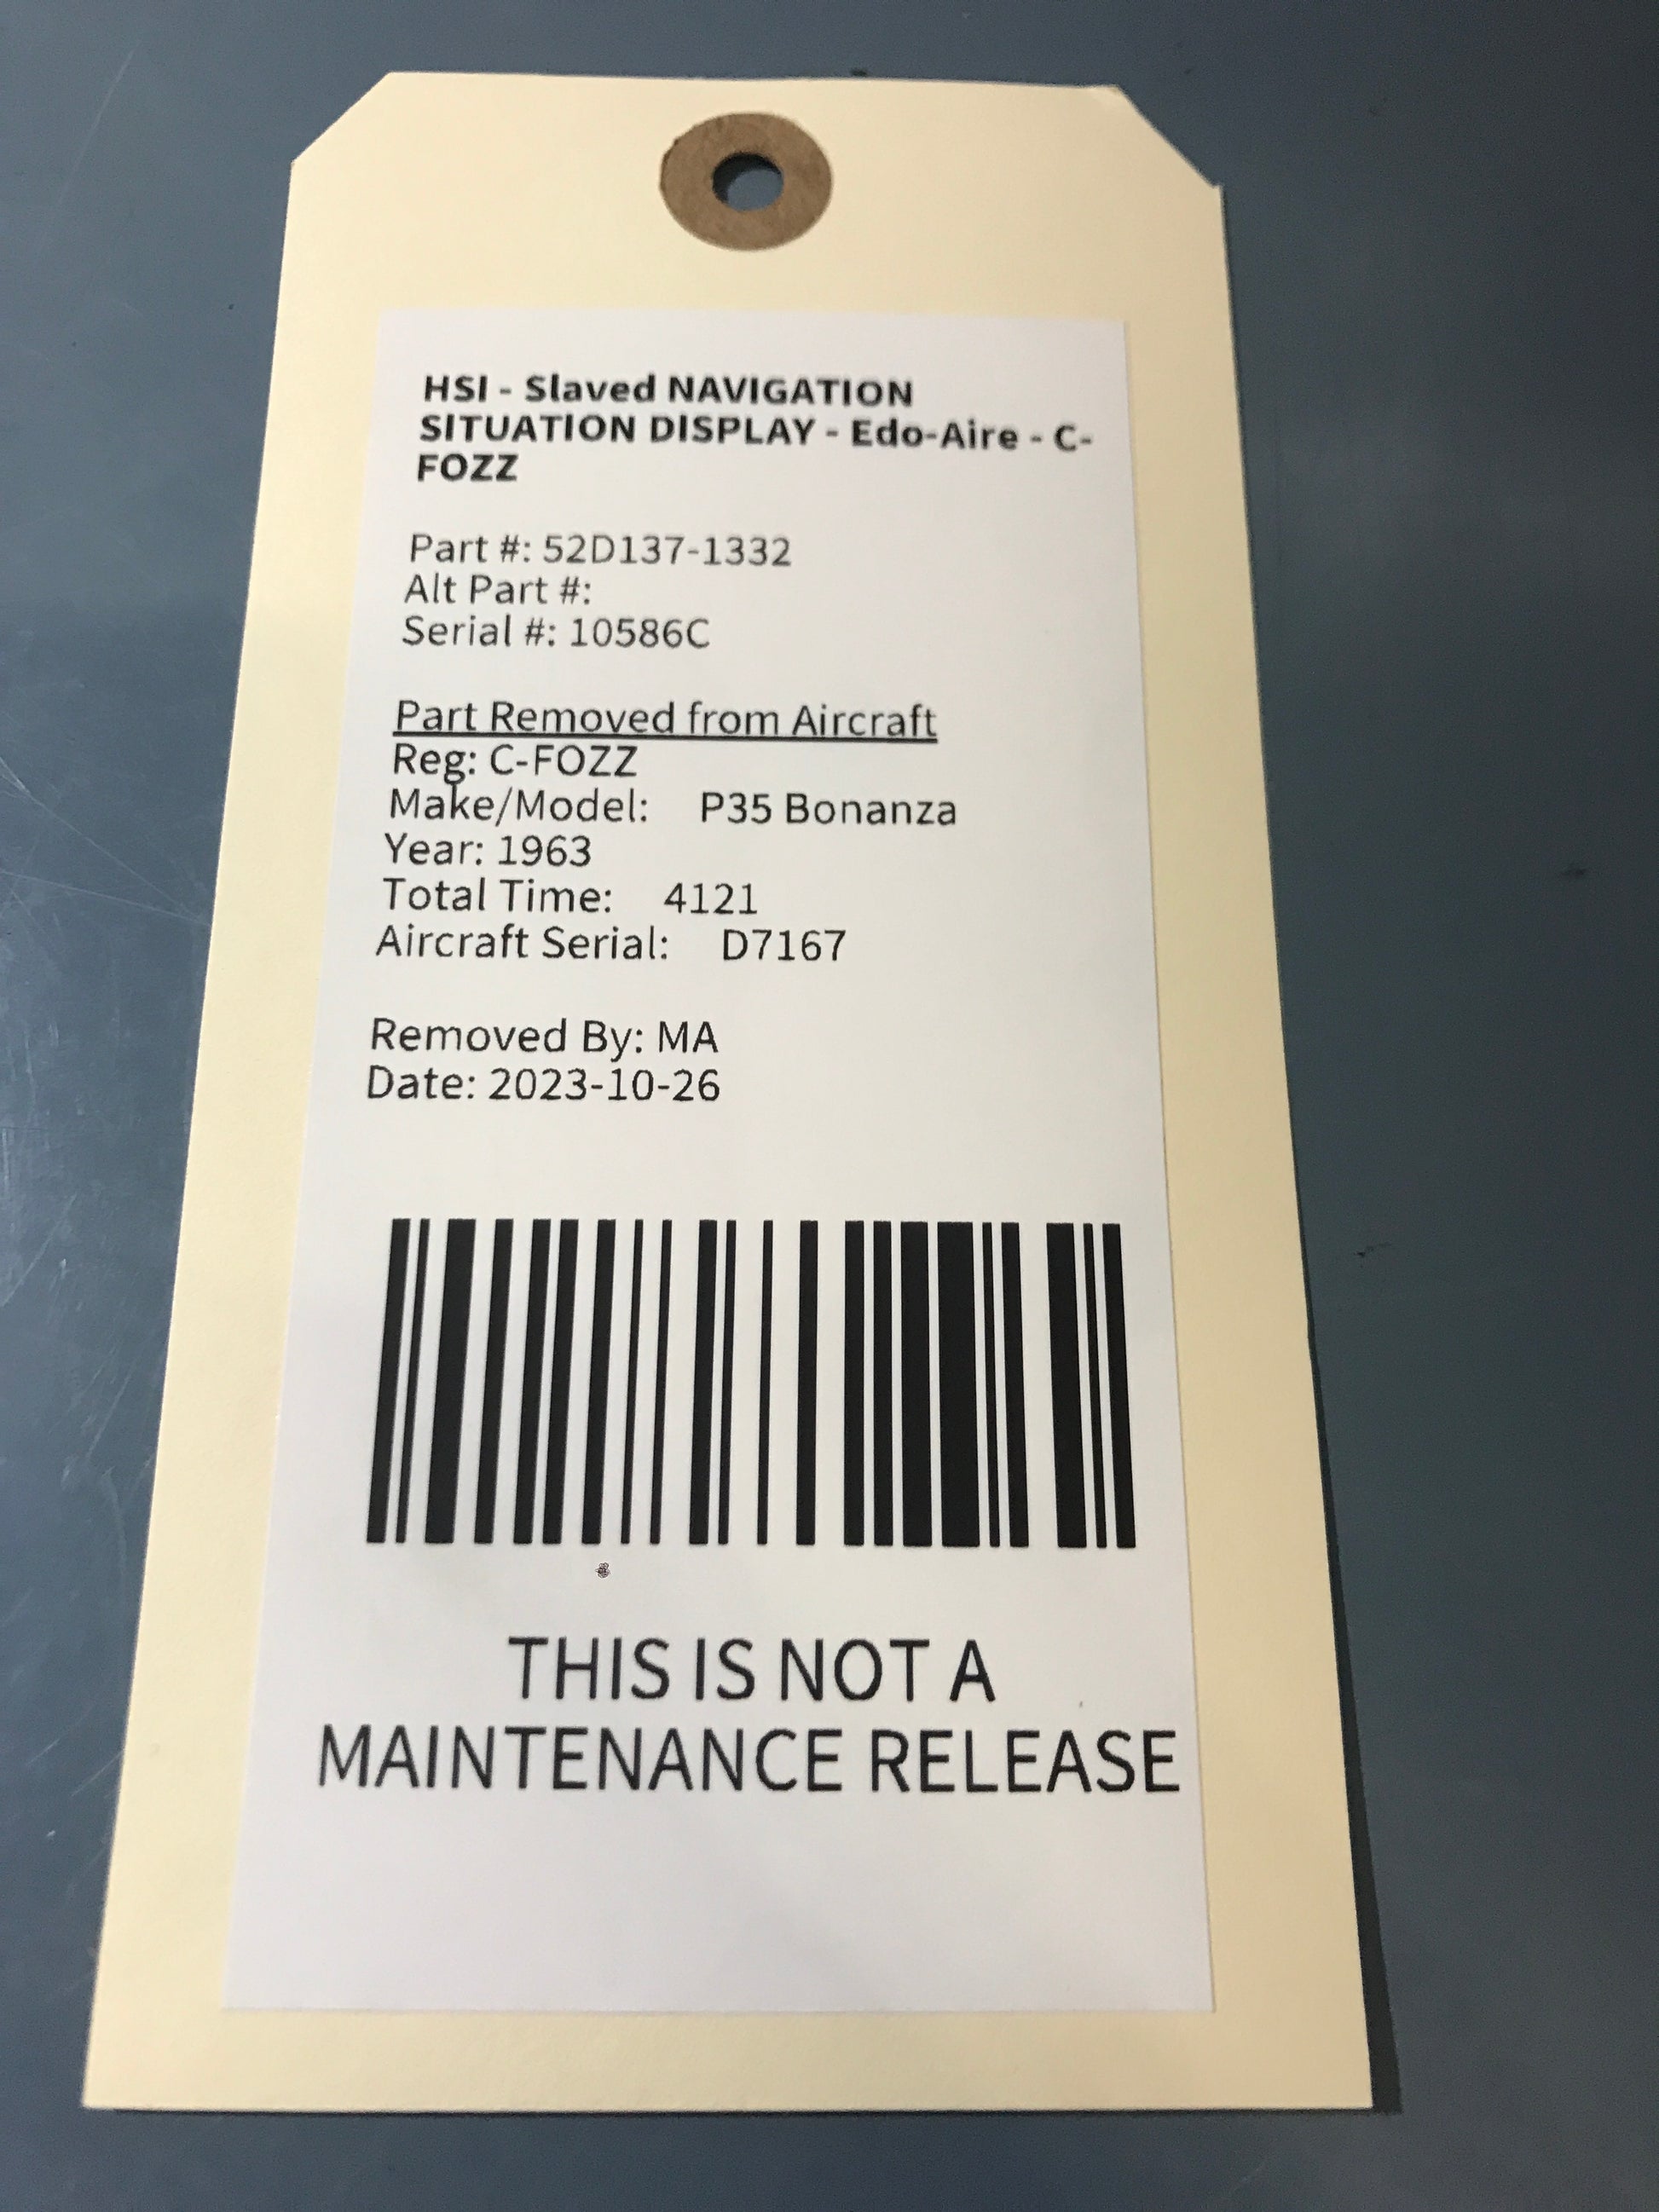 HSI - Slaved NAVIGATION
SITUATION DISPLAY - Edo-Aire - C-
FOZZ
Part #: 52D137-1332
Alt Part #:
Serial #: 10586C
Part Removed from Aircraft
Reg: C-FOZZ
Make/Model: P35 Bonanza
Year: 1963
Total Time: 4121
Aircraft Serial: D7167
Removed By: MA
Date: 2023-10-26
THIS IS NOT A
MAINTENANCE RELEASE